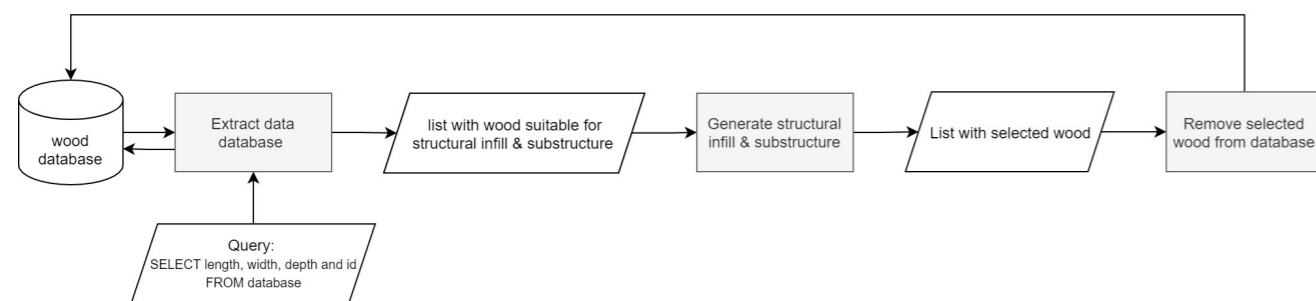 wood
database
Extract data
database
list with wood suitable for
structural infill & substructure
Generate structural
infill & substructure
List with selected wood
Remove selected
wood from database
Query:
SELECT length, width, depth and id
FROM database